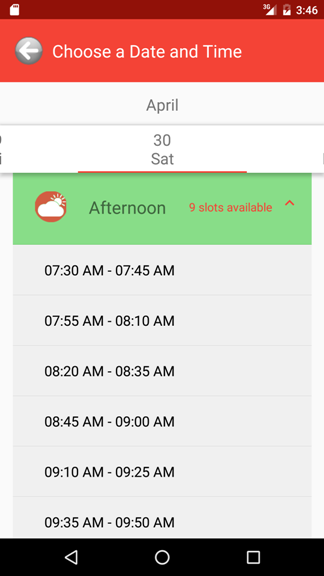 3G 3:46
Choose a Date and Time
April
30
Sat
Afternoon 9 slots available
07:30 AM - 07:45 AM
07:55 AM - 08:10 AM
08:20 AM - 08:35 AM
08:45 AM - 09:00 AM
09:10 AM - 09:25 AM
09:35 AM - 09:50 AM